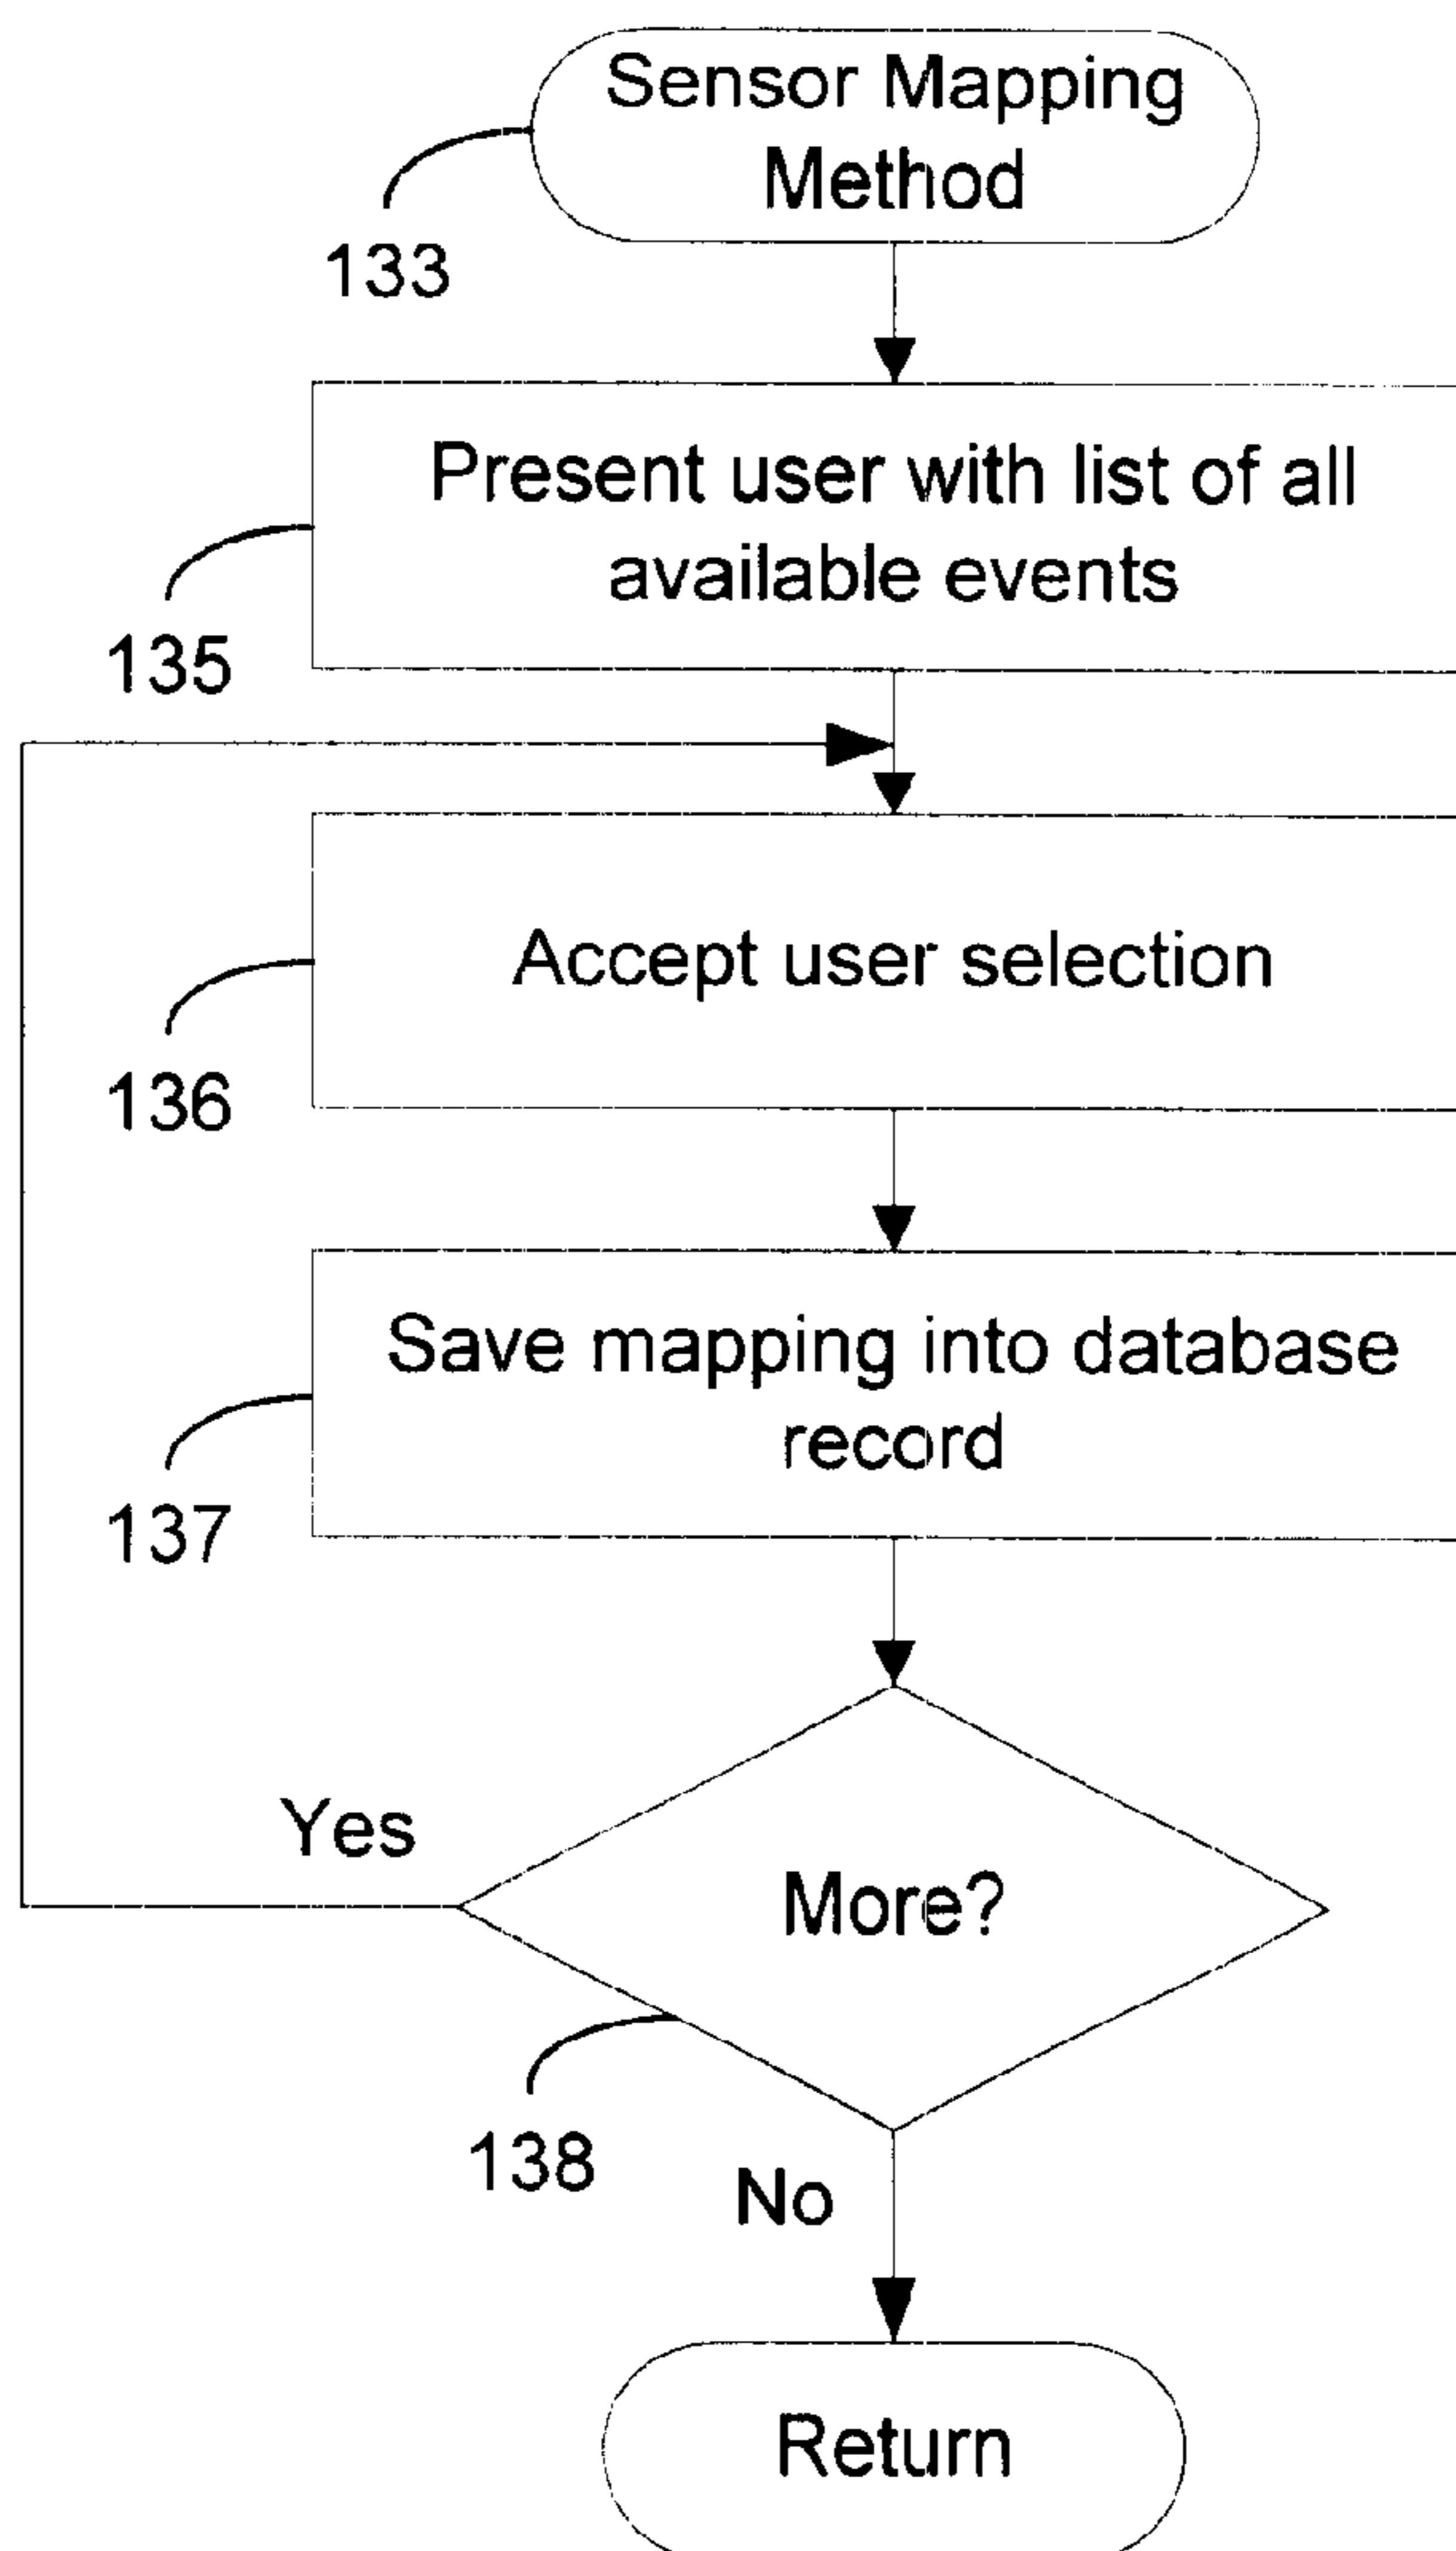 Sensor Mapping
Method
133
Present user with list of all
available events
135
Accept user selection
136
Save mapping into database
record
137
Yes
More?
138
No
Return